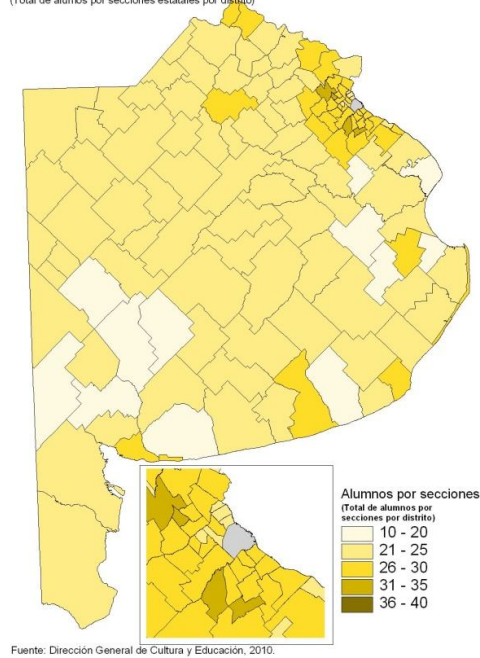 (Total de alumos por secciones estatales por distrito)
Alumnos por secciones
(Total de alumnos por
secciones por distrito)
10 - 20
21 - 25
26 - 30
31 - 35
36 - 40
Fuente: Dirección General de Cultura y Educación, 2010.